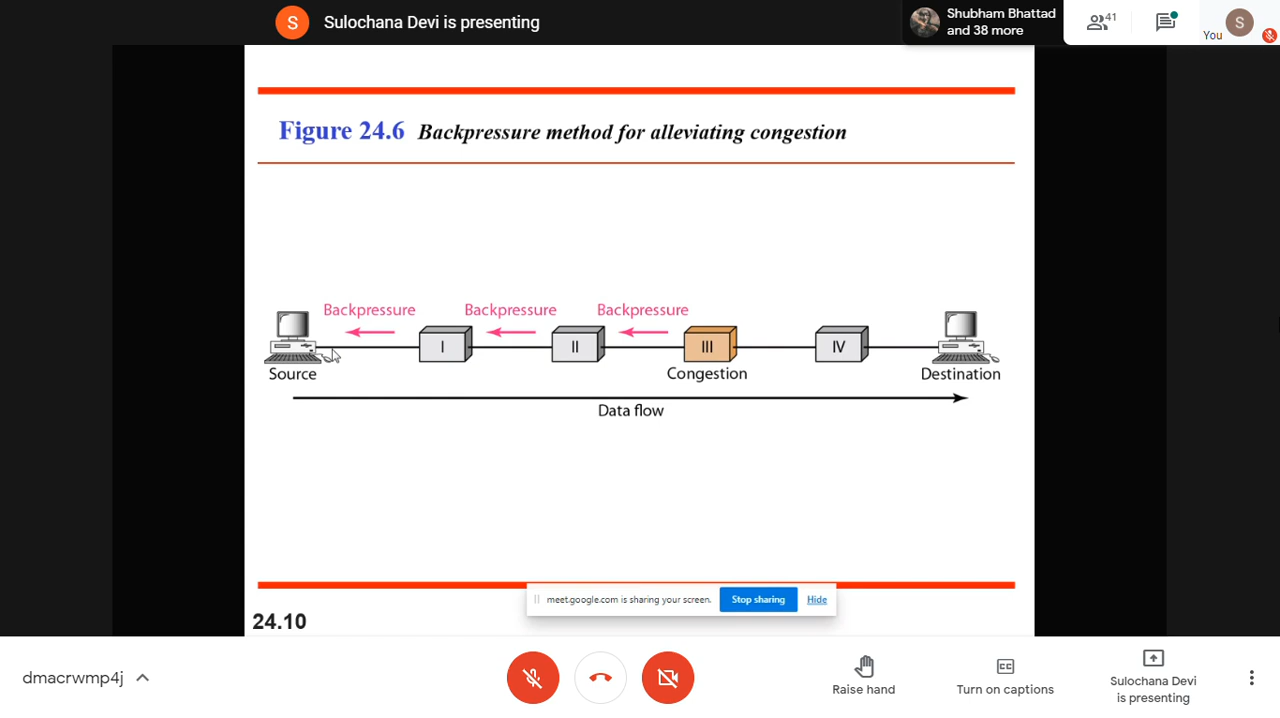 S
Sulochana Devi is presenting
Shubham Bhattad
and 38 more
41
You
S
Figure 24.6 Backpressure method for alleviating congestion
Backpressure
Backpressure
Backpressure
I
II
III
IV
Source
Congestion
Destination
Data flow
meet.google.com is sharing your screen.
Stop sharing
Hide
24.10
dmacrwmp4j
Raise hand
CC
Turn on captions
Sulochana Devi
is presenting